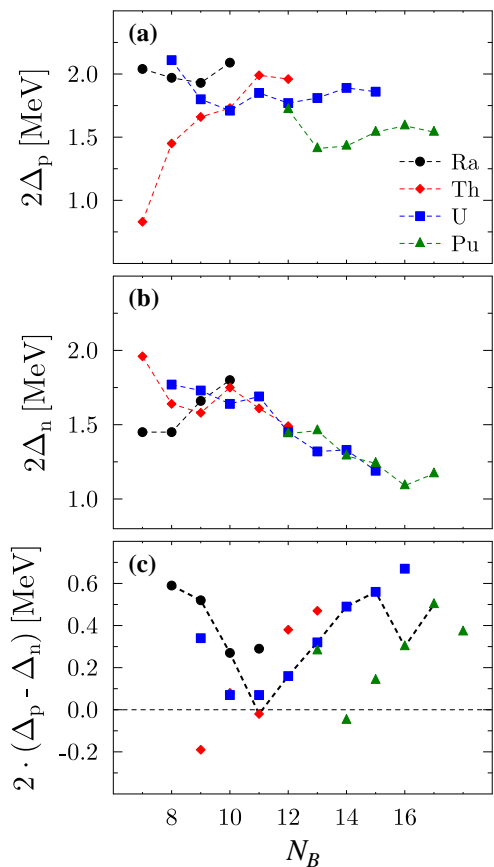 (a)
2Δp [MeV]
2.0
1.5
1.0
Ra
Th
U
Pu
(b)
2Δn [MeV]
2.0
1.5
1.0
(c)
2 · (Δp - Δn) [MeV]
0.6
0.4
0.2
0.0
-0.2
8 10 12 14 16
NB